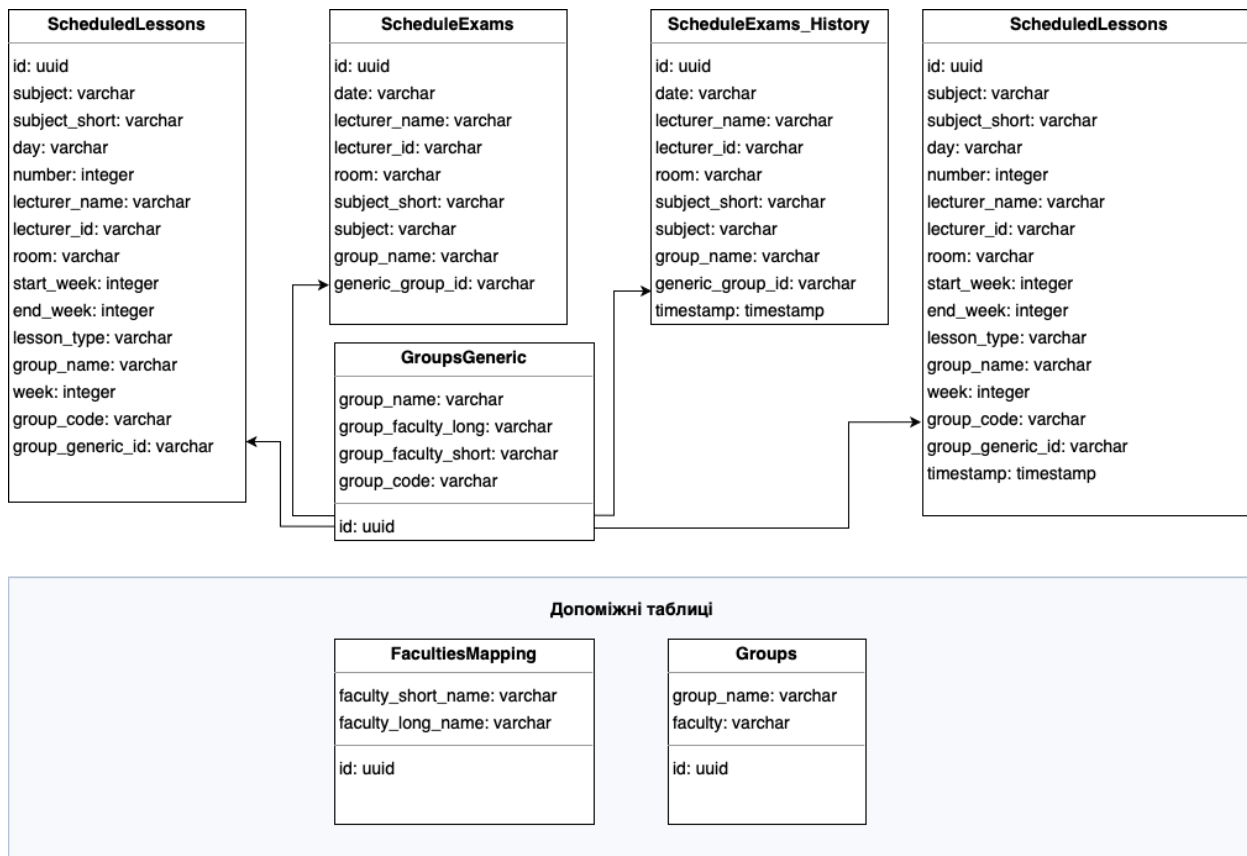 ScheduledLessons
id: uuid
subject: varchar
subject_short: varchar
day: varchar
number: integer
lecturer_name: varchar
lecturer_id: varchar
room: varchar
start_week: integer
end_week: integer
lesson_type: varchar
group_name: varchar
week: integer
group_code: varchar
group_generic_id: varchar
ScheduleExams
id: uuid
date: varchar
lecturer_name: varchar
lecturer_id: varchar
room: varchar
subject_short: varchar
subject: varchar
group_name: varchar
generic_group_id: varchar
ScheduleExams_History
id: uuid
date: varchar
lecturer_name: varchar
lecturer_id: varchar
room: varchar
subject_short: varchar
subject: varchar
group_name: varchar
generic_group_id: varchar
timestamp: timestamp
ScheduledLessons
id: uuid
subject: varchar
subject_short: varchar
day: varchar
number: integer
lecturer_name: varchar
lecturer_id: varchar
room: varchar
start_week: integer
end_week: integer
lesson_type: varchar
group_name: varchar
week: integer
group_code: varchar
group_generic_id: varchar
timestamp: timestamp
GroupsGeneric
group_name: varchar
group_faculty_long: varchar
group_faculty_short: varchar
group_code: varchar
id: uuid
Допоміжні таблиці
FacultiesMapping
faculty_short_name: varchar
faculty_long_name: varchar
id: uuid
Groups
group_name: varchar
faculty: varchar
id: uuid